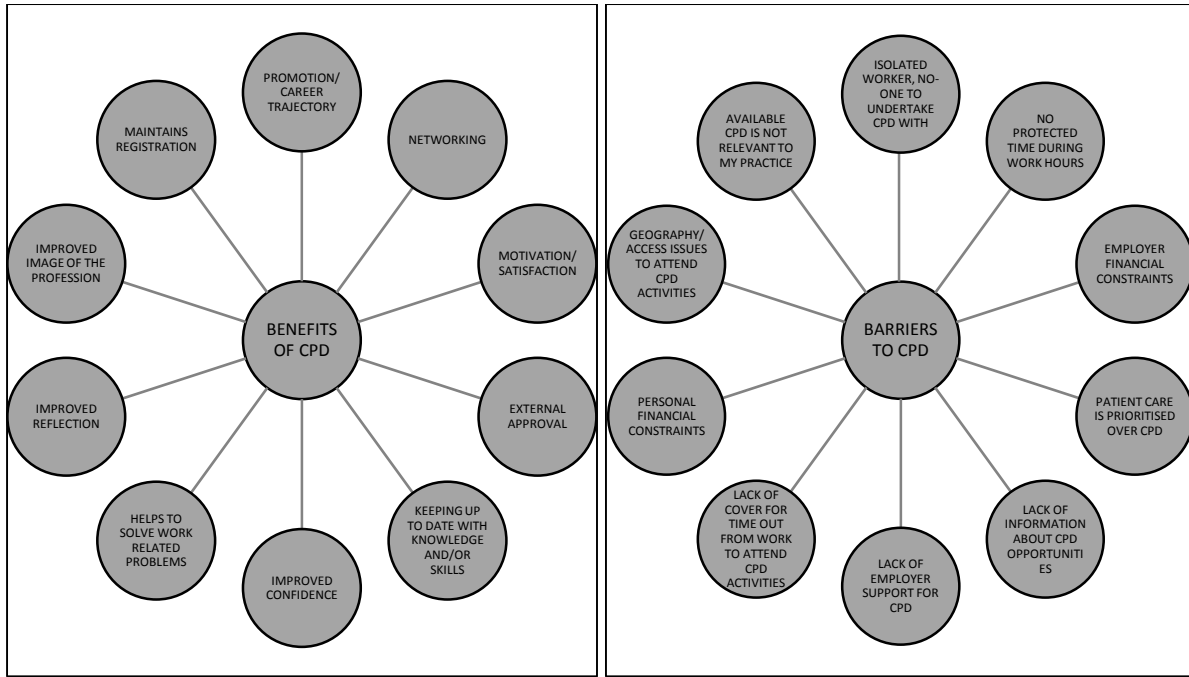 PROMOTION/
CAREER
TRAJECTORY
NETWORKING
MOTIVATION/
SATISFACTION
EXTERNAL
APPROVAL
KEEPING UP
TO DATE WITH
KNOWLEDGE
AND/OR
SKILLS
IMPROVED
CONFIDENCE
HELPS TO
SOLVE WORK
RELATED
PROBLEMS
IMPROVED
REFLECTION
IMPROVED
IMAGE OF THE
PROFESSION
MAINTAINS
REGISTRATION
BENEFITS
OF CPD
ISOLATED
WORKER, NO-
ONE TO
UNDERTAKE
CPD WITH
NO
PROTECTED
TIME DURING
WORK HOURS
EMPLOYER
FINANCIAL
CONSTRAINTS
PATIENT CARE
IS PRIORITISED
OVER CPD
LACK OF
INFORMATION
ABOUT CPD
OPPORTUNITI
ES
LACK OF
EMPLOYER
SUPPORT FOR
CPD
LACK OF
COVER FOR
TIME OUT
FROM WORK
TO ATTEND
CPD
ACTIVITIES
PERSONAL
FINANCIAL
CONSTRAINTS
GEOGRAPHY/
ACCESS ISSUES
TO ATTEND
CPD
ACTIVITIES
AVAILABLE
CPD IS NOT
RELEVANT TO
MY PRACTICE
BARRIERS
TO CPD